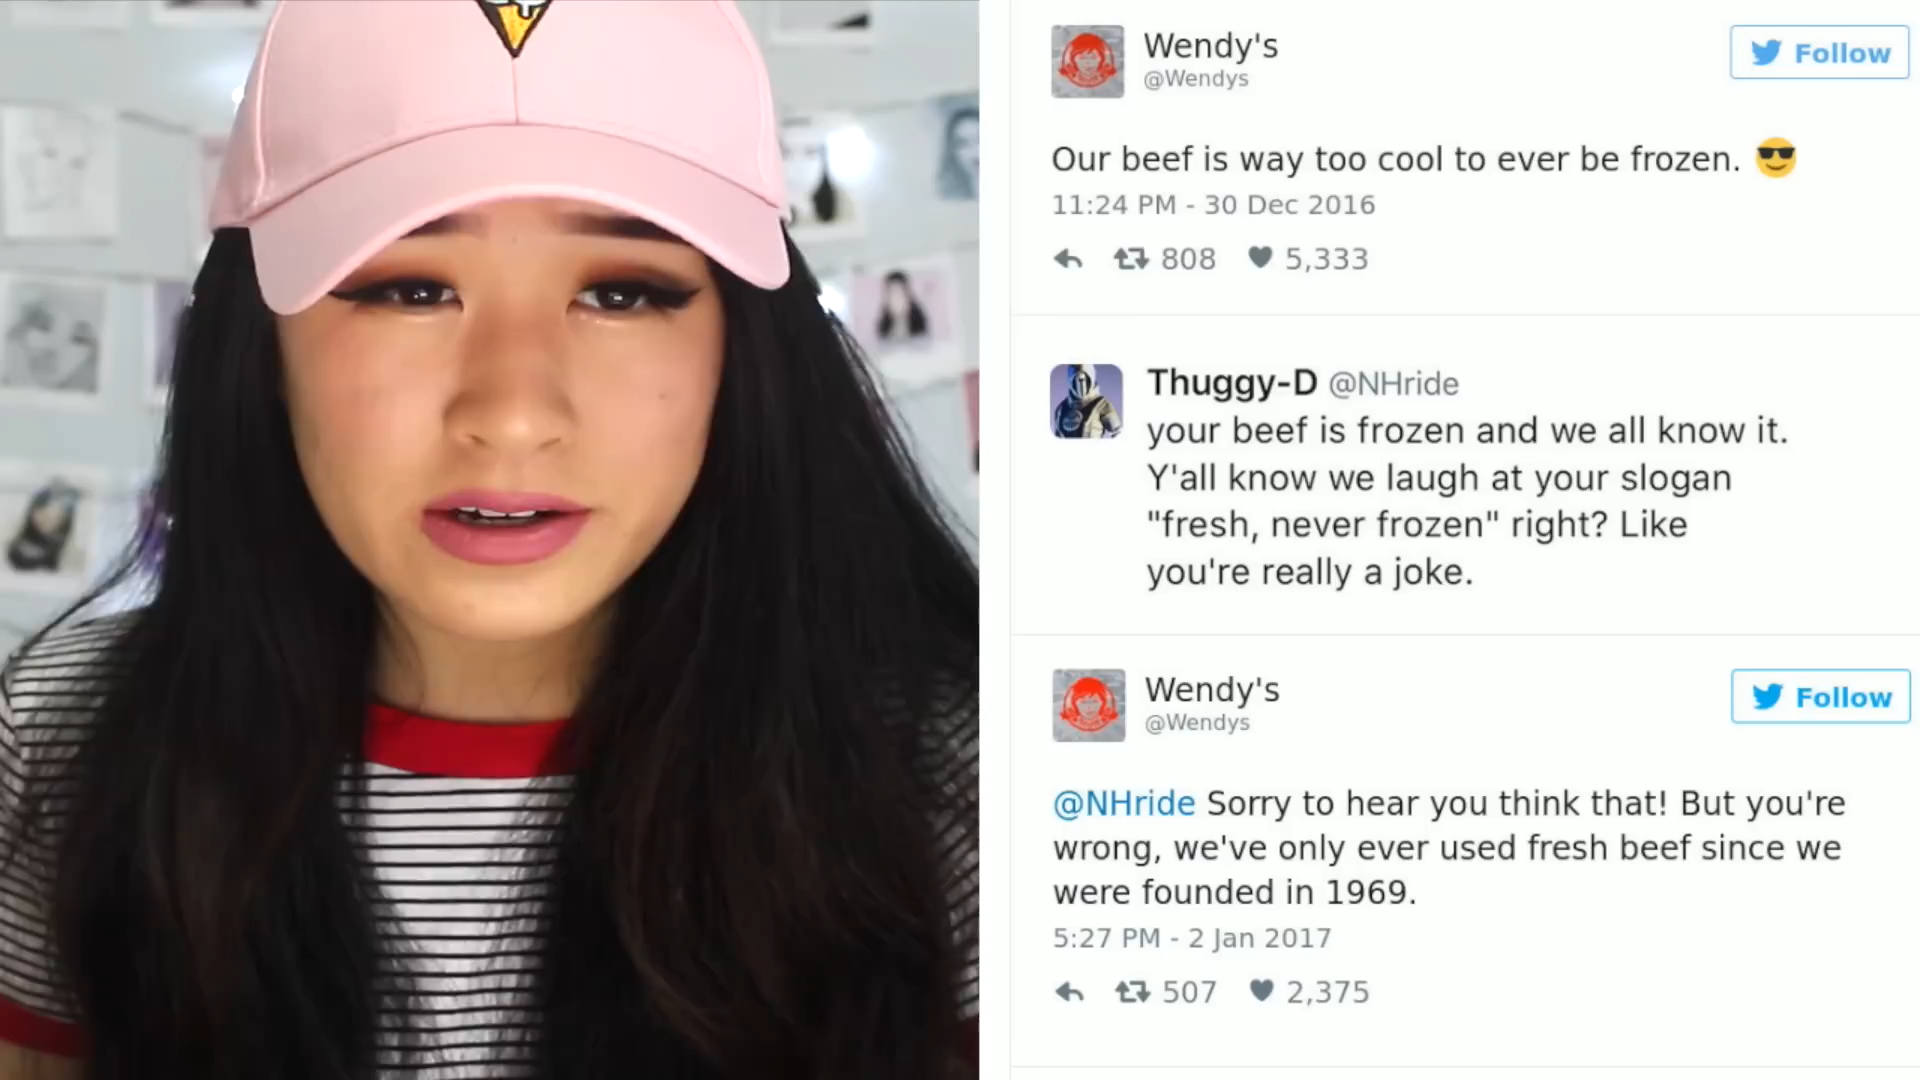 Wendy's
@Wendys
Follow
Our beef is way too cool to ever be frozen. 😎
11:24 PM - 30 Dec 2016
808 5,333
Thuggy-D @NHride
your beef is frozen and we all know it.
Y'all know we laugh at your slogan
"fresh, never frozen" right? Like
you're really a joke.
Wendy's
@Wendys
Follow
@NHride Sorry to hear you think that! But you're
wrong, we've only ever used fresh beef since we
were founded in 1969.
5:27 PM - 2 Jan 2017
507 2,375